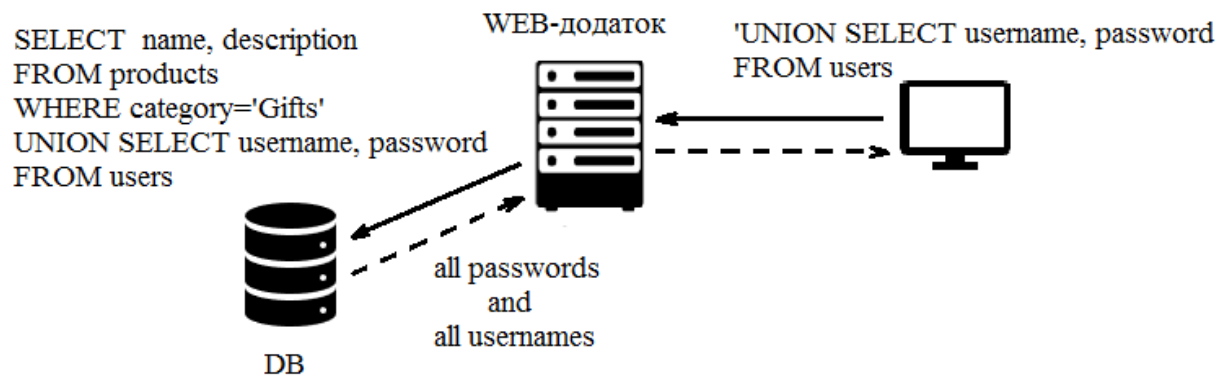 SELECT name, description
FROM products
WHERE category='Gifts'
UNION SELECT username, password
FROM users
WEB-додаток
'UNION SELECT username, password
FROM users
all passwords
and
all usernames
DB